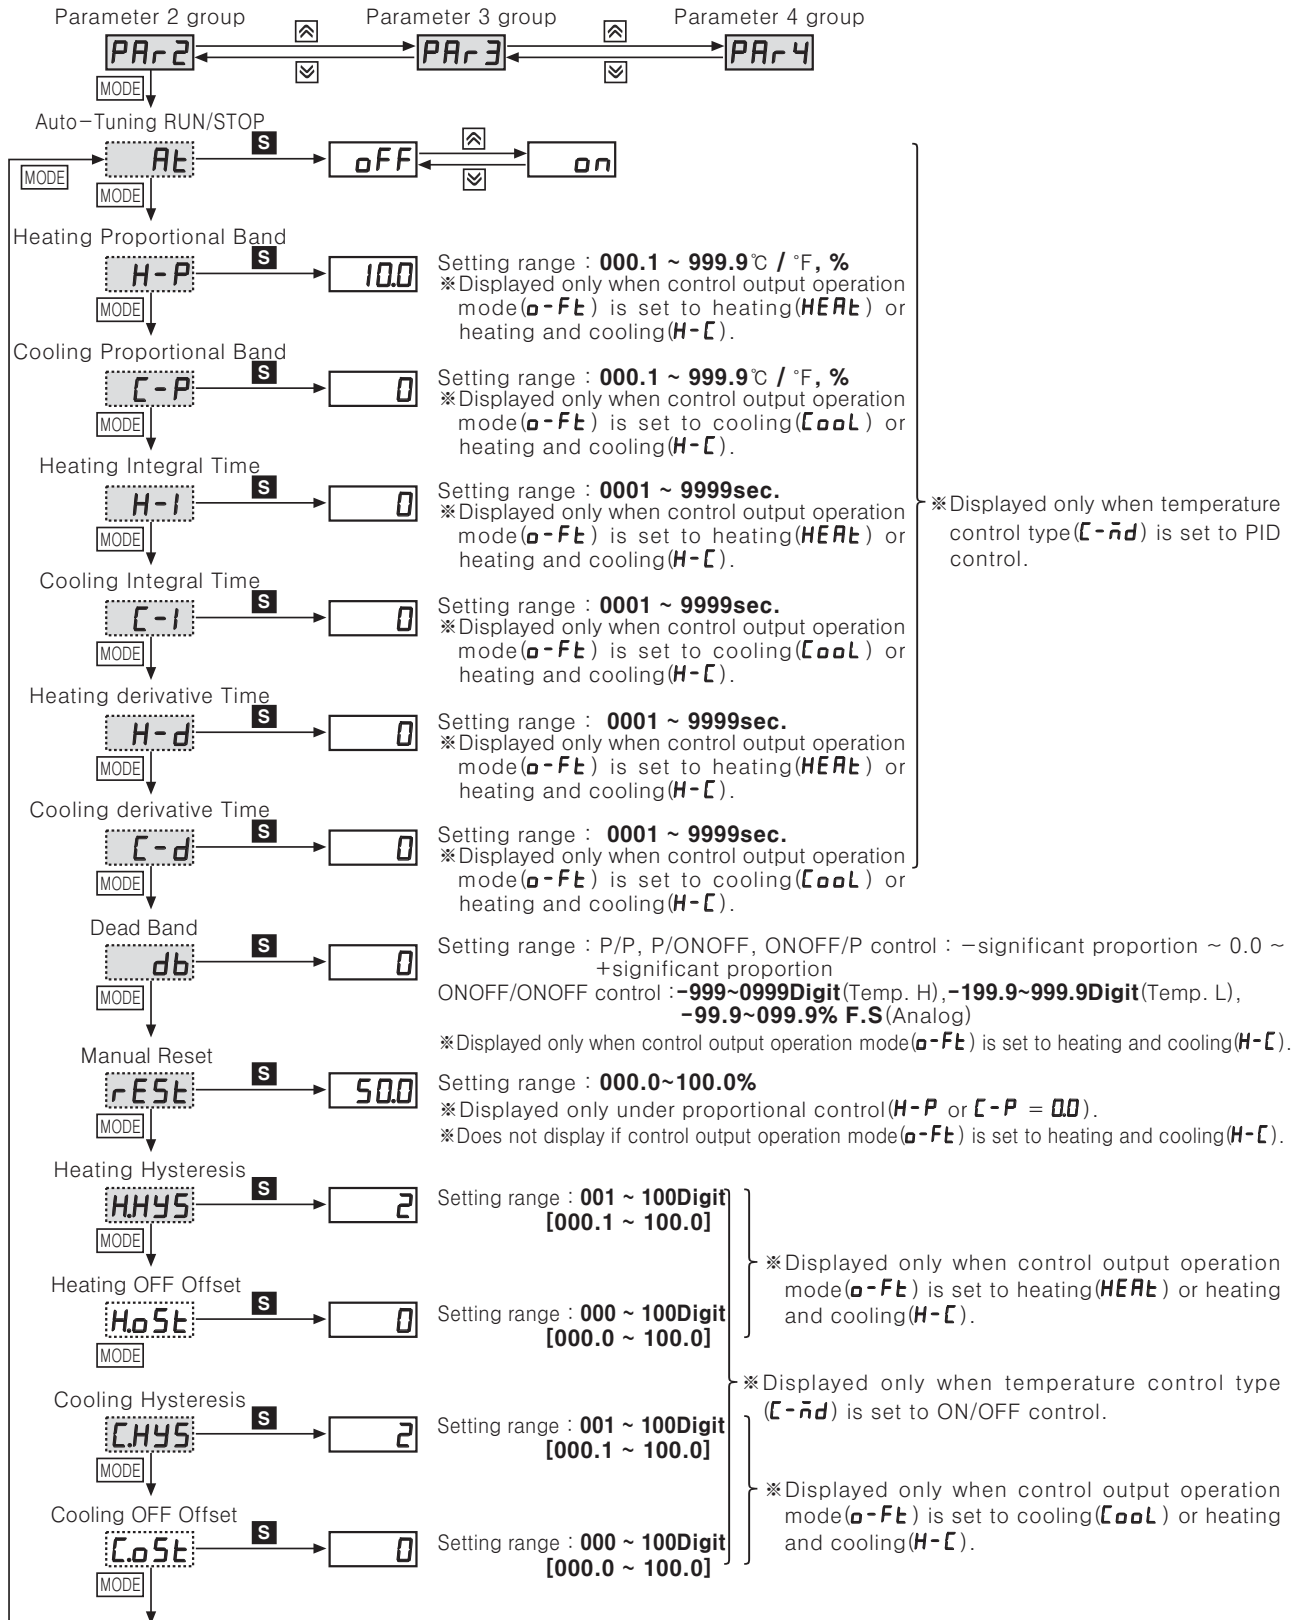 Parameter 2 group Parameter 3 group Parameter 4 group
PAr2 PAr3 PAr4
MODE
Auto-Tuning RUN/STOP
MODE At S oFF on
MODE
Heating Proportional Band
H-P S 10.0 Setting range : 000.1 ~ 999.9℃ / ℉, %
MODE ※Displayed only when control output operation
mode(o-Ft) is set to heating(HEAt) or
heating and cooling(H-C).
Cooling Proportional Band
C-P S 0 Setting range : 000.1 ~ 999.9℃ / ℉, %
MODE ※Displayed only when control output operation
mode(o-Ft) is set to cooling(CooL) or
heating and cooling(H-C).
Heating Integral Time
H-I S 0 Setting range : 0001 ~ 9999sec.
MODE ※Displayed only when control output operation
mode(o-Ft) is set to heating(HEAt) or
heating and cooling(H-C).
※Displayed only when temperature
control type(C-ñd) is set to PID
control.
Cooling Integral Time
C-I S 0 Setting range : 0001 ~ 9999sec.
MODE ※Displayed only when control output operation
mode(o-Ft) is set to cooling(CooL) or
heating and cooling(H-C).
Heating derivative Time
H-d S 0 Setting range : 0001 ~ 9999sec.
MODE ※Displayed only when control output operation
mode(o-Ft) is set to heating(HEAt) or
heating and cooling(H-C).
Cooling derivative Time
C-d S 0 Setting range : 0001 ~ 9999sec.
MODE ※Displayed only when control output operation
mode(o-Ft) is set to cooling(CooL) or
heating and cooling(H-C).
Dead Band
db S 0 Setting range : P/P, P/ONOFF, ONOFF/P control : -significant proportion ~ 0.0 ~
+significant proportion
MODE ONOFF/ONOFF control :-999~0999Digit(Temp. H),-199.9~999.9Digit(Temp. L),
-99.9~099.9% F.S(Analog)
※Displayed only when control output operation mode(o-Ft) is set to heating and cooling(H-C).
Manual Reset
rESt S 50.0 Setting range : 000.0~100.0%
MODE ※Displayed only under proportional control(H-P or C-P = 0.0).
※Does not display if control output operation mode(o-Ft) is set to heating and cooling(H-C).
Heating Hysteresis
H.HYS S 2 Setting range : 001 ~ 100Digit
MODE [000.1 ~ 100.0]
※Displayed only when control output operation
mode(o-Ft) is set to heating(HEAt) or heating
and cooling(H-C).
Heating OFF Offset
H.oSt S 0 Setting range : 000 ~ 100Digit
MODE [000.0 ~ 100.0]
※Displayed only when temperature control type
(C-ñd) is set to ON/OFF control.
Cooling Hysteresis
C.HYS S 2 Setting range : 001 ~ 100Digit
MODE [000.1 ~ 100.0]
※Displayed only when control output operation
mode(o-Ft) is set to cooling(CooL) or heating
and cooling(H-C).
Cooling OFF Offset
C.oSt S 0 Setting range : 000 ~ 100Digit
MODE [000.0 ~ 100.0]